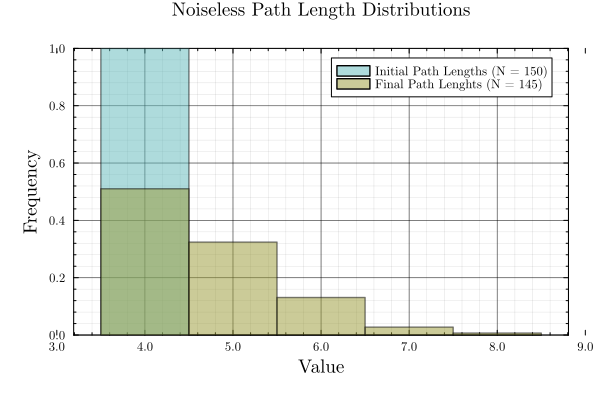 Noiseless Path Length Distributions
Initial Path Lengths (N = 150)
Final Path Lenghts (N = 145)
Frequency
1.0
0.8
0.6
0.4
0.2
0.0
3.0 4.0 5.0 6.0 7.0 8.0 9.0
Value